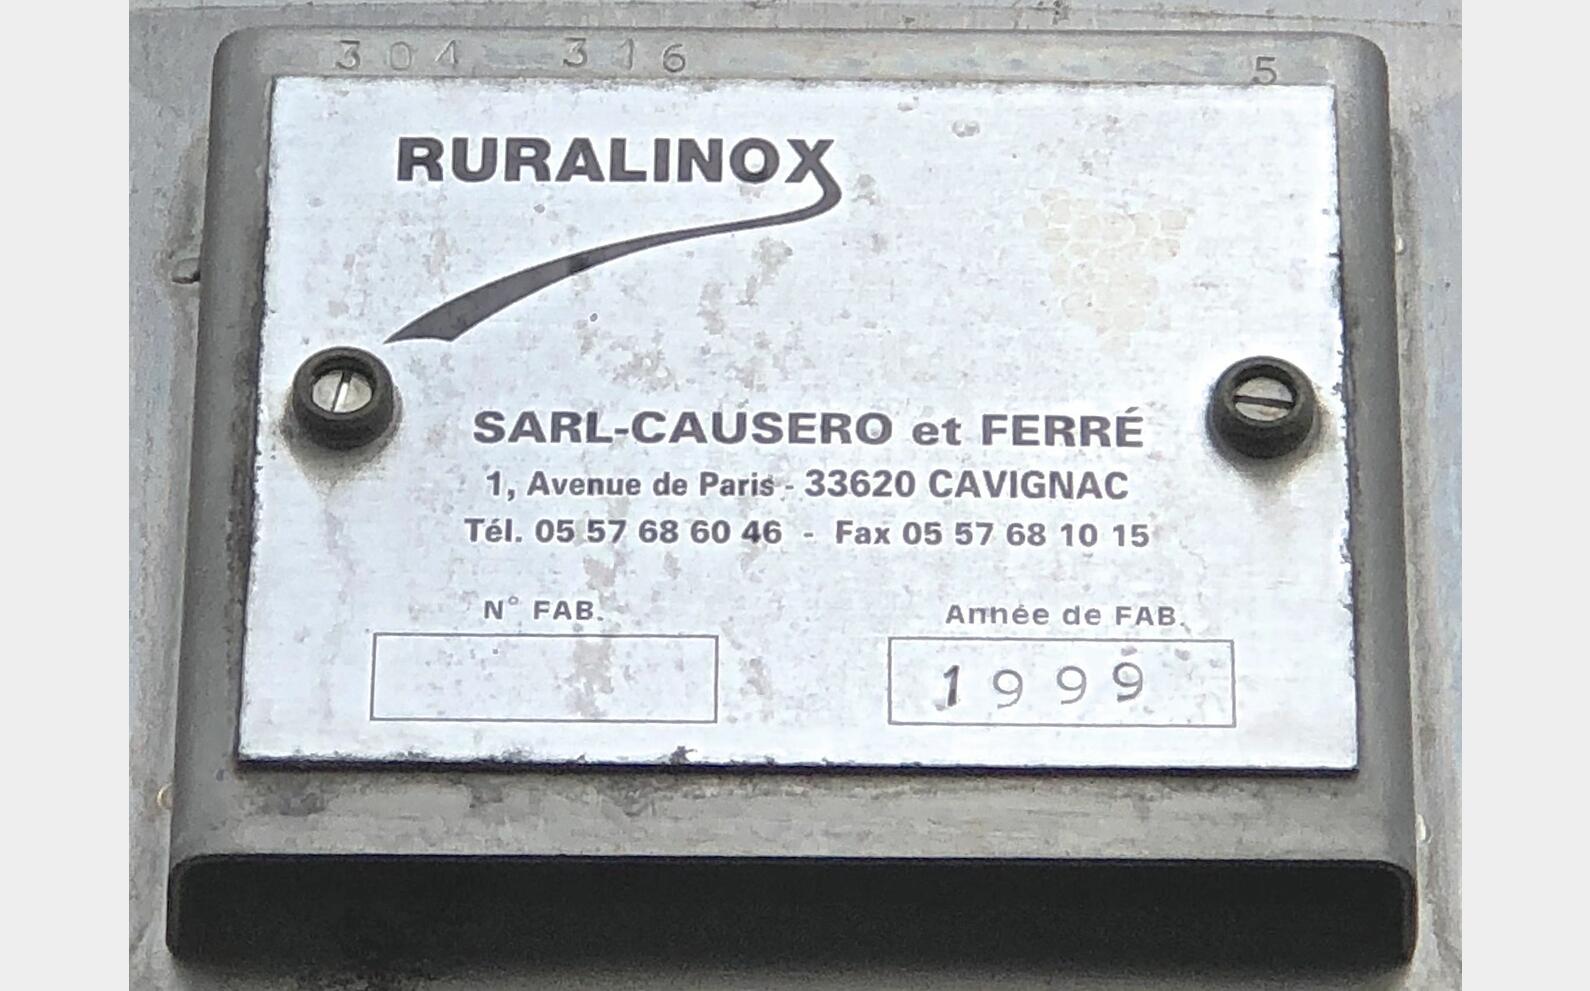 304 316 5
RURALINOX
SARL-CAUSERO et FERRÉ
1, Avenue de Paris - 33620 CAVIGNAC
Tél. 05 57 68 60 46 - Fax 05 57 68 10 15
N° FAB. Année de FAB.
1999